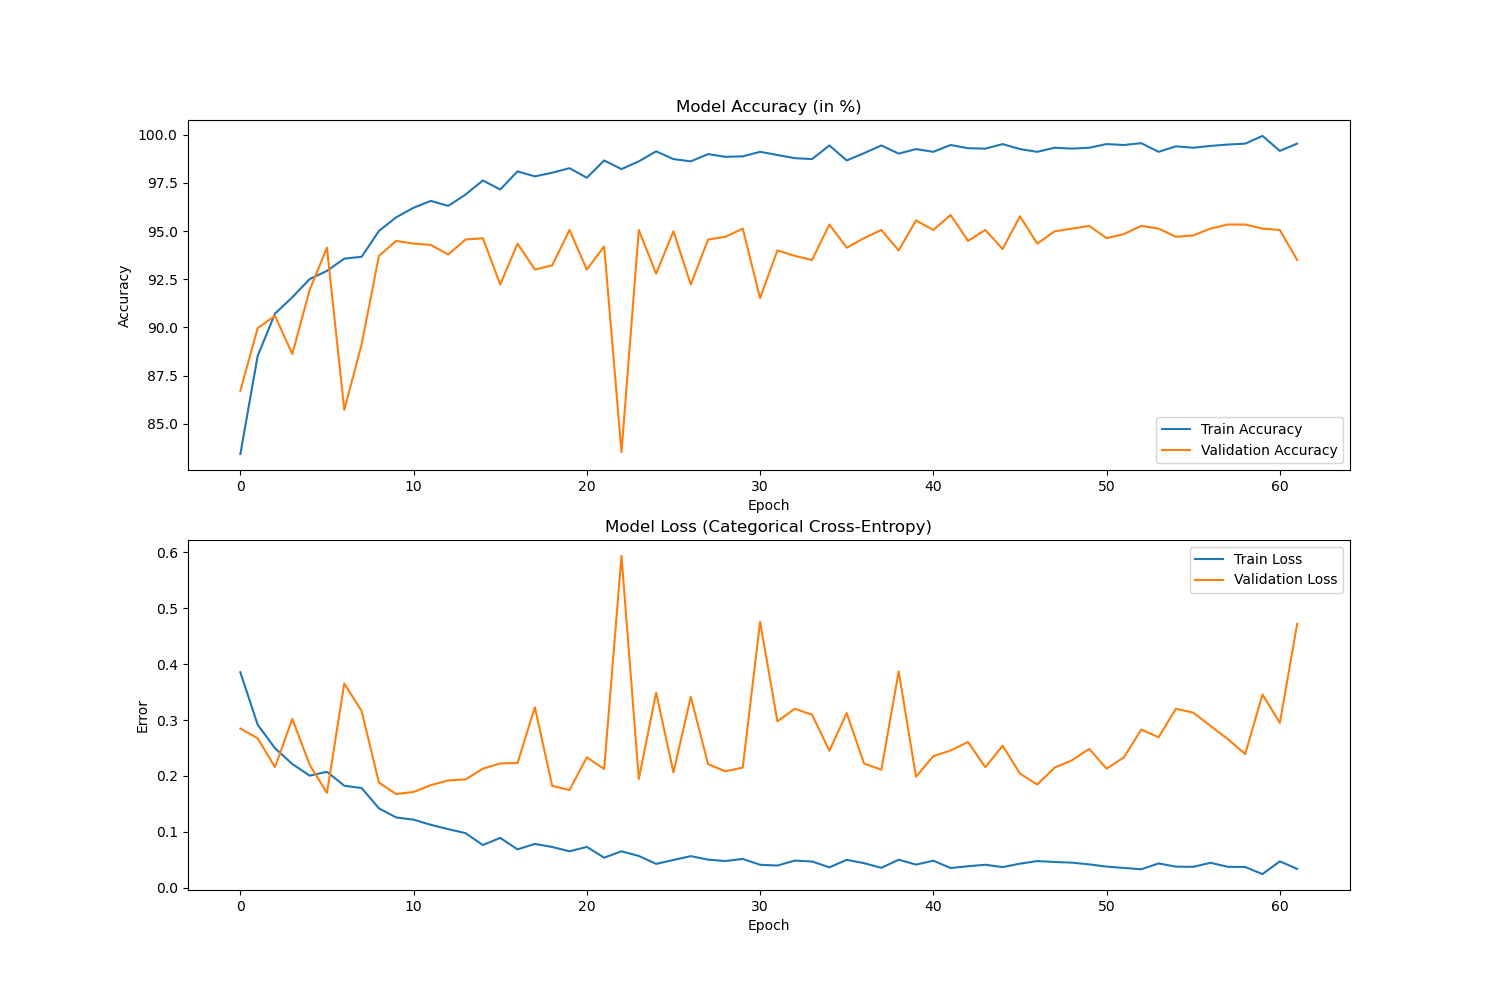 Model Accuracy (in %)
100.0
97.5
95.0
92.5
90.0
87.5
85.0
Accuracy
Train Accuracy
Validation Accuracy
0 10 20 30 40 50 60
Epoch
Model Loss (Categorical Cross-Entropy)
0.6
0.5
0.4
0.3
0.2
0.1
0.0
Error
Train Loss
Validation Loss
0 10 20 30 40 50 60
Epoch